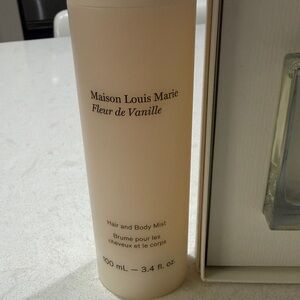 Maison Louis Marie
Fleur de Vanille
Hair and Body Mist
Brume pour les
cheveux et le corps
100 mL — 3.4 fl. oz.